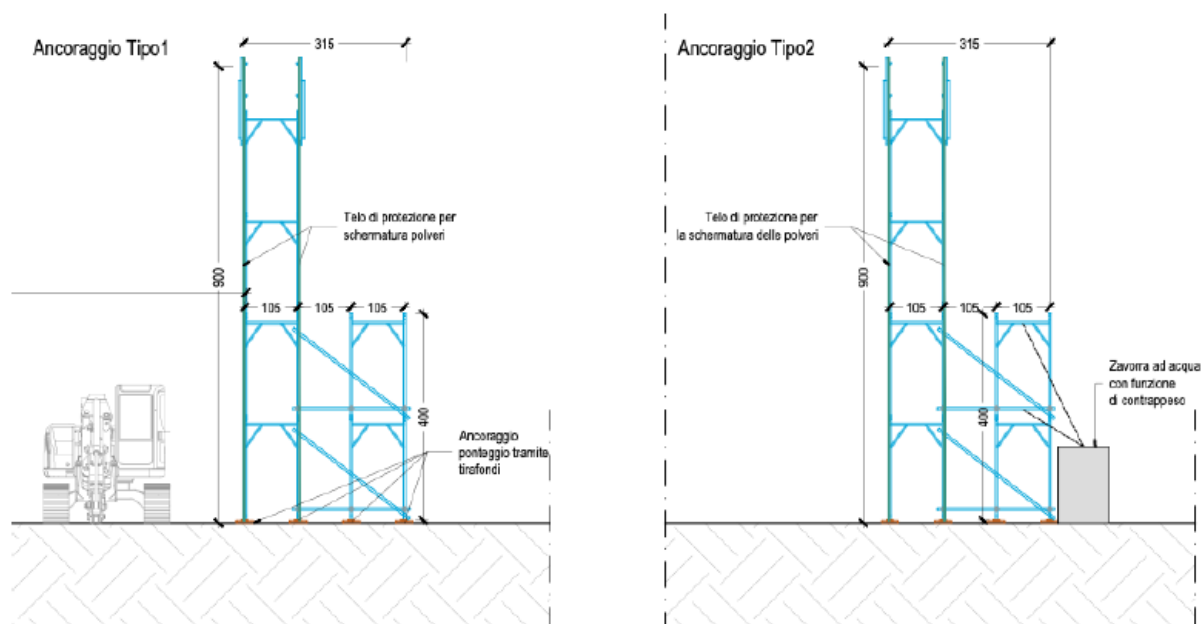 Ancoraggio Tipo1
315
900
Telo di protezione per
schermatura polveri
105
105
105
400
Ancoraggio
ponteggio tramite
tirafondi
Ancoraggio Tipo2
315
900
Telo di protezione per
la schermatura delle polveri
105
105
105
400
Zavorra ad acqua
con funzione
di contrappeso